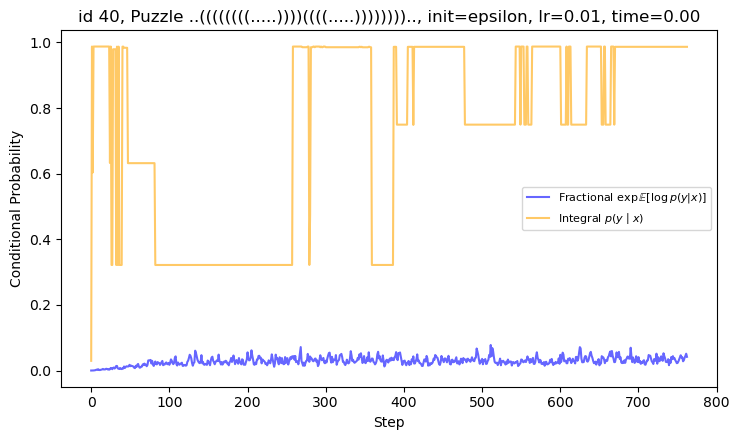 id 40, Puzzle ..((((((((.....))))((((.....)))))))).., init=epsilon, lr=0.01, time=0.00
Conditional Probability
1.0
0.8
0.6
0.4
0.2
0.0
Fractional exp𝔼[log p(y|x)]
Integral p(y | x)
0 100 200 300 400 500 600 700 800
Step